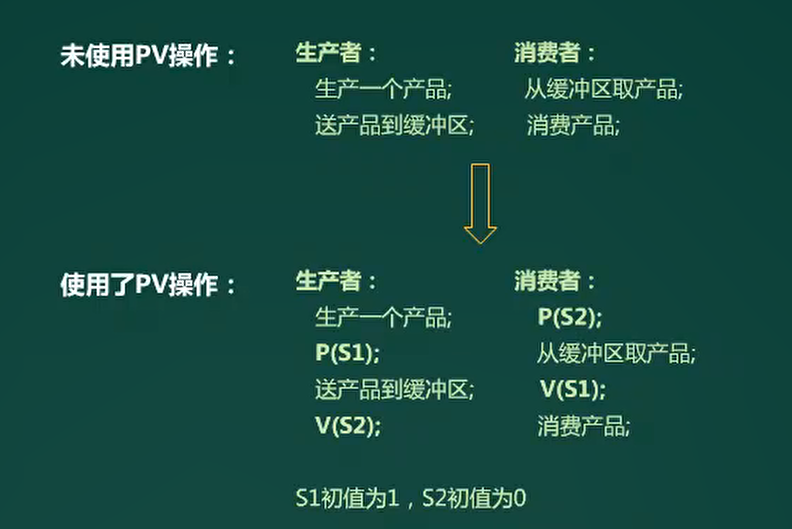 未使用PV操作： 生产者： 消费者：
生产一个产品; 从缓冲区取产品;
送产品到缓冲区; 消费产品;
使用了PV操作： 生产者： 消费者：
生产一个产品; P(S2);
P(S1); 从缓冲区取产品;
送产品到缓冲区; V(S1);
V(S2); 消费产品;
S1初值为1，S2初值为0